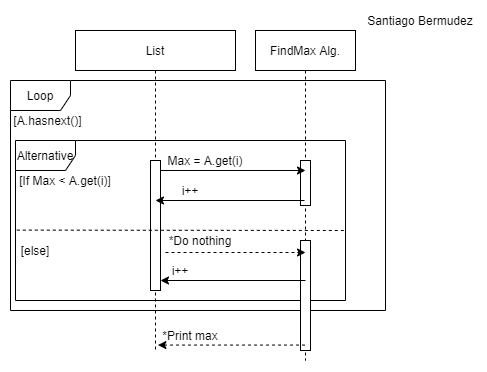 Santiago Bermudez
List
FindMax Alg.
Loop
[A.hasnext()]
Alternative
Max = A.get(i)
[If Max < A.get(i)]
i++
*Do nothing
[else]
i++
*Print max